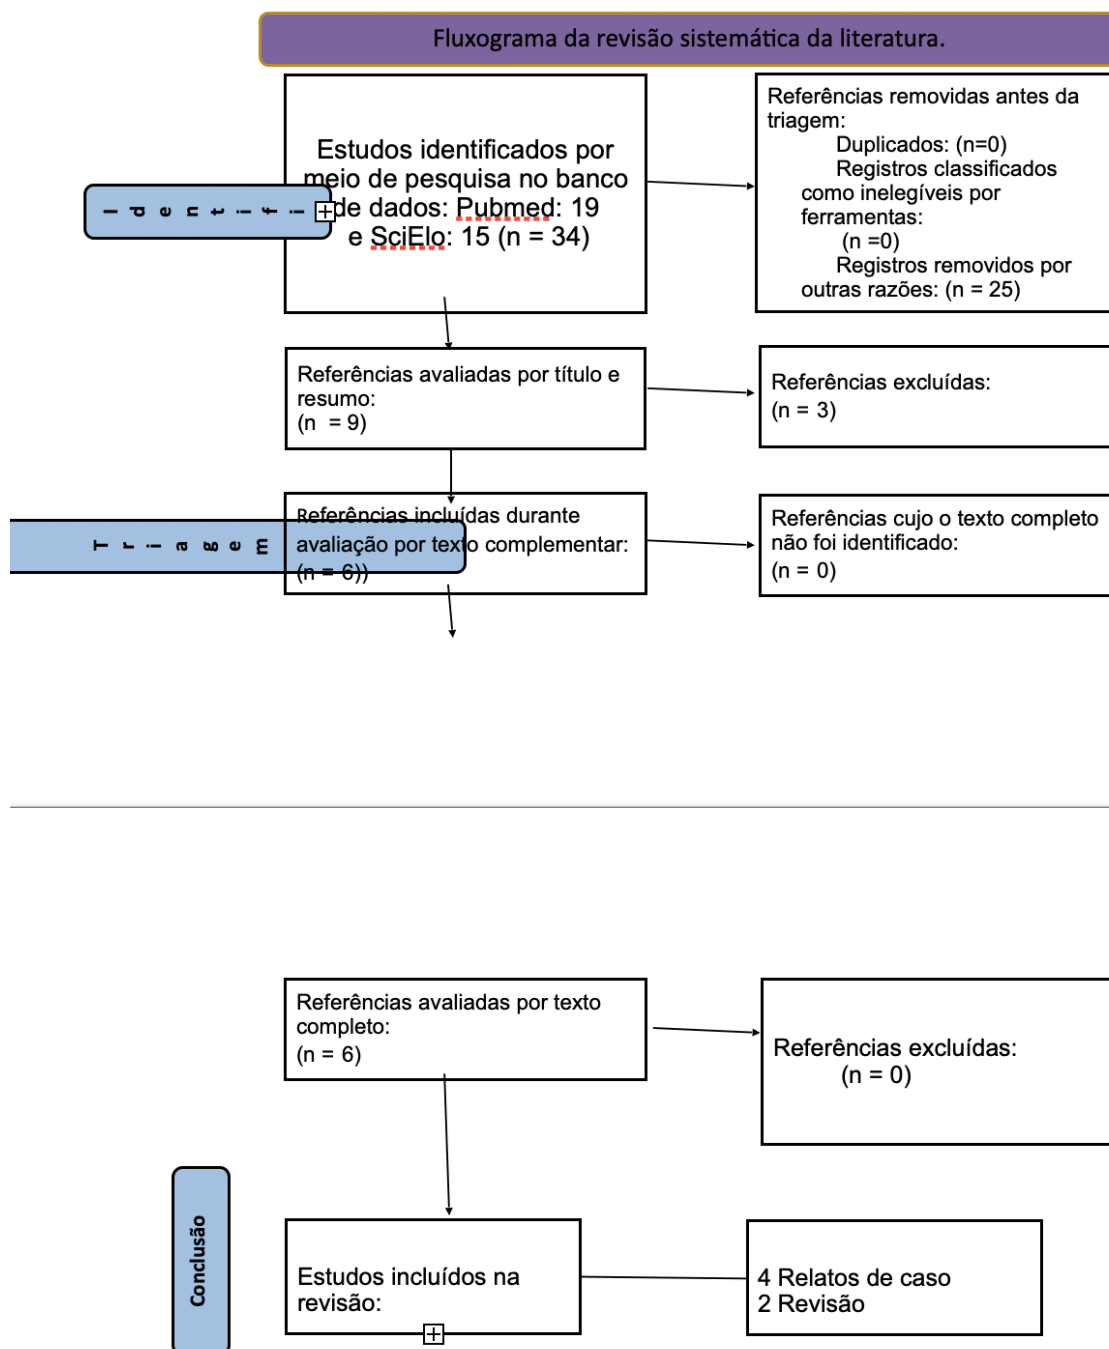 Fluxograma da revisão sistemática da literatura.
Estudos identificados por
meio de pesquisa no banco
de dados: Pubmed: 19
e SciElo: 15 (n = 34)
Referências removidas antes da
triagem:
Duplicados: (n=0)
Registros classificados
como inelegíveis por
ferramentas:
(n =0)
Registros removidos por
outras razões: (n = 25)
Identifi
Referências avaliadas por título e
resumo:
(n = 9)
Referências excluídas:
(n = 3)
Referências incluídas durante
avaliação por texto complementar:
(n = 6))
Referências cujo o texto completo
não foi identificado:
(n = 0)
Triagem
Referências avaliadas por texto
completo:
(n = 6)
Referências excluídas:
(n = 0)
Conclusão
Estudos incluídos na
revisão:
4 Relatos de caso
2 Revisão